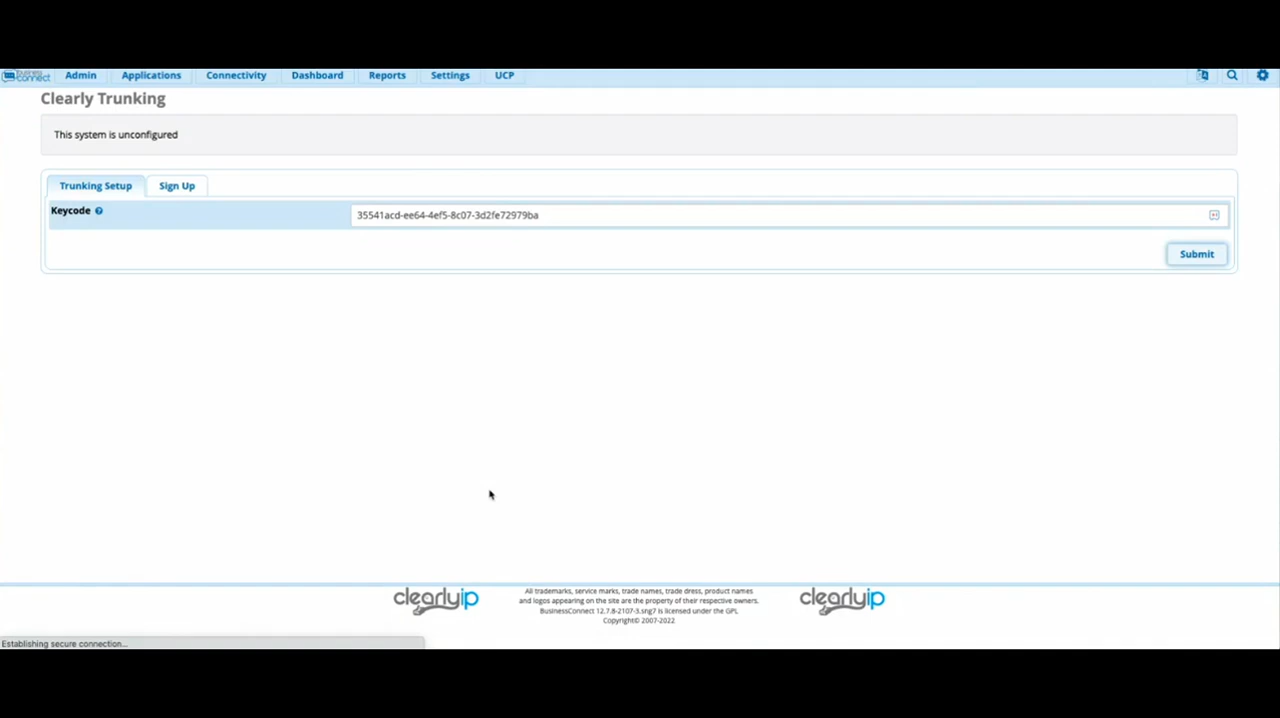 Business
connect
Admin
Applications
Connectivity
Dashboard
Reports
Settings
UCP
Clearly Trunking
This system is unconfigured
Trunking Setup
Sign Up
Keycode
35541acd-ee64-4ef5-8c07-3d2fe72979ba
Submit
clearlyip
All trademarks, service marks, trade names, trade dress, product names
and logos appearing on the site are the property of their respective owners.
BusinessConnect 12.7.8-2107-3.sng7 is licensed under the GPL
Copyright© 2007-2022
clearlyip
Establishing secure connection...